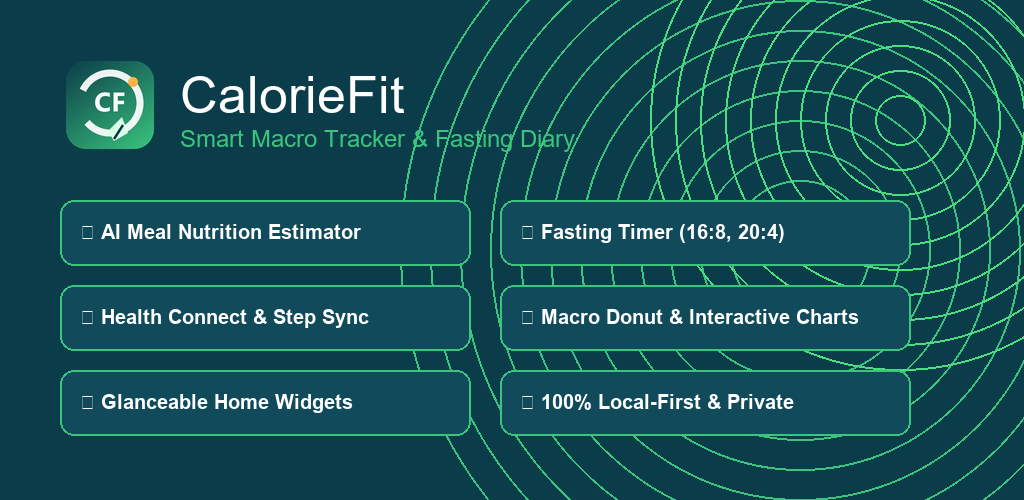 CF
CalorieFit
Smart Macro Tracker & Fasting Diary
AI Meal Nutrition Estimator
Fasting Timer (16:8, 20:4)
Health Connect & Step Sync
Macro Donut & Interactive Charts
Glanceable Home Widgets
100% Local-First & Private